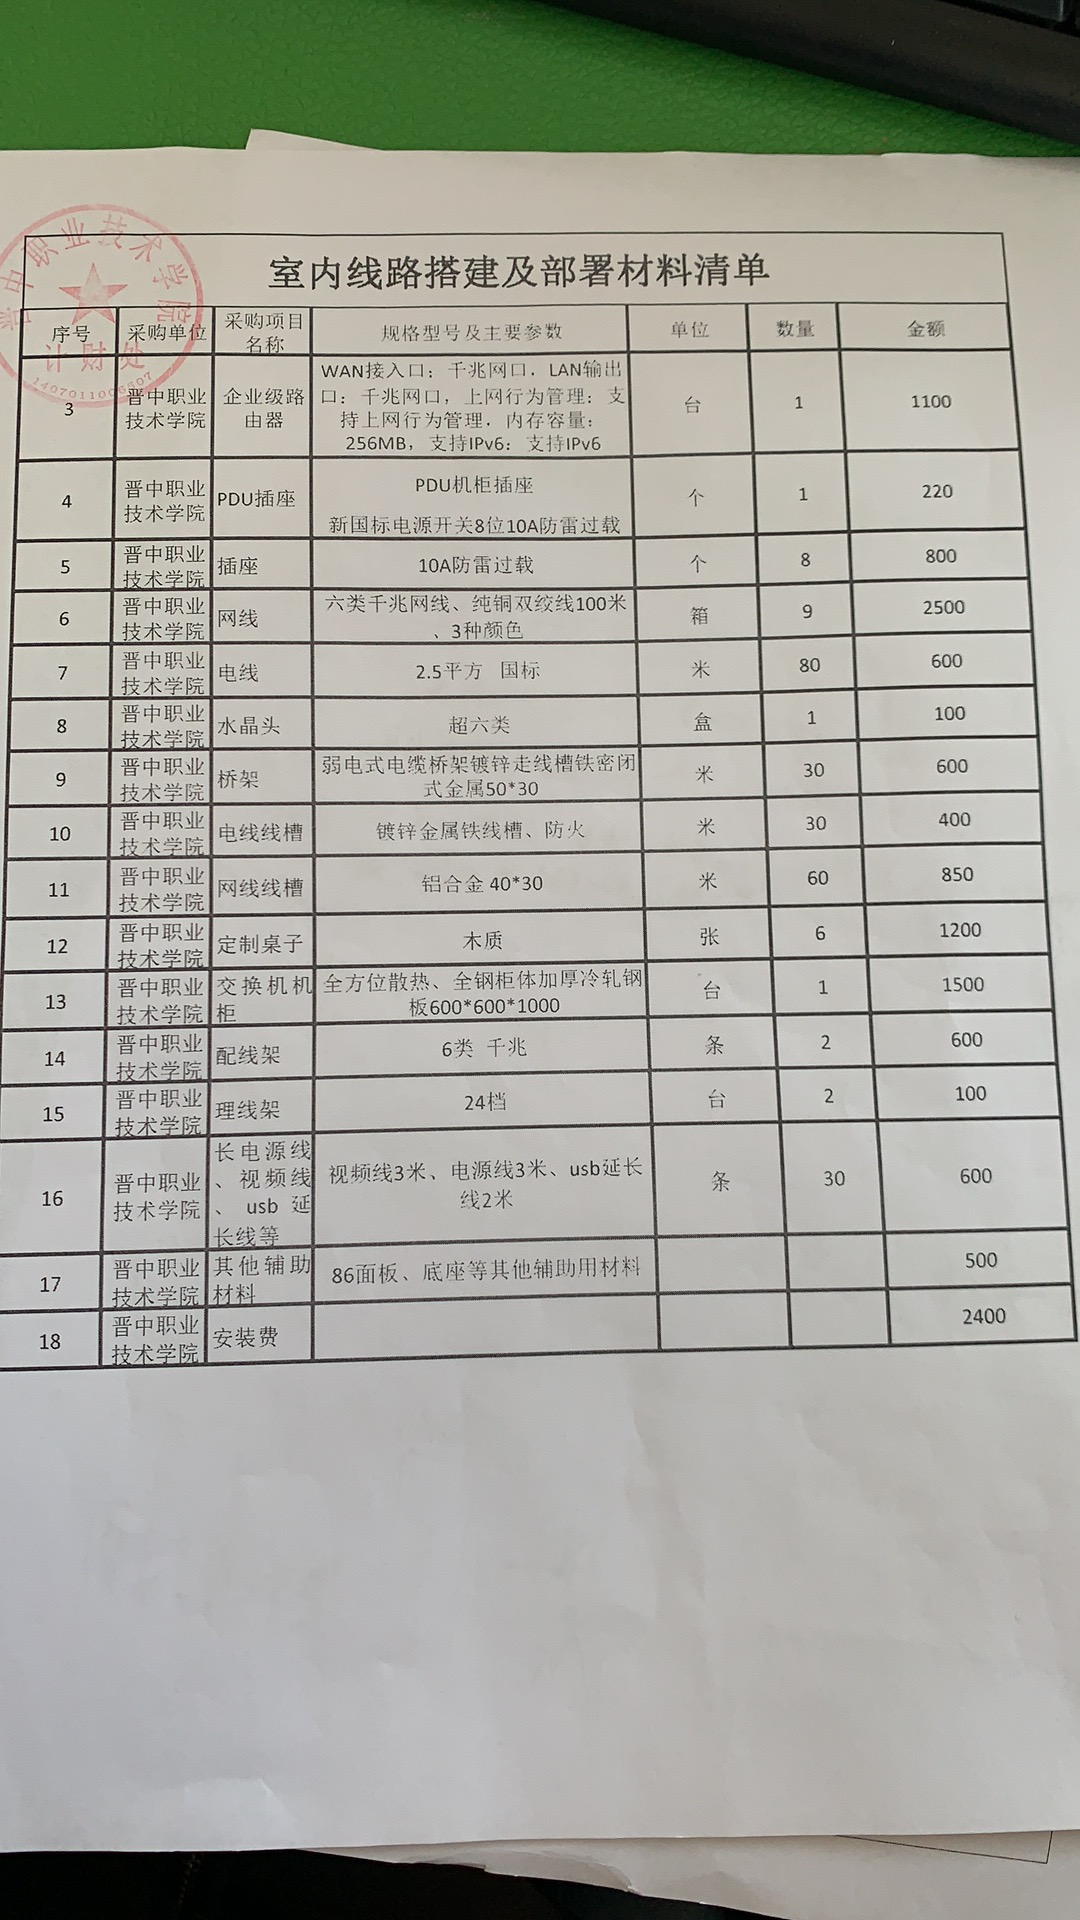 室内线路搭建及部署材料清单
晋中职业技术学院
计财处
1407011006807
序号 采购单位 采购项目名称 规格型号及主要参数 单位 数量 金额
3 晋中职业技术学院 企业级路由器 WAN接入口：千兆网口，LAN输出口：千兆网口，上网行为管理：支持上网行为管理，内存容量：256MB，支持IPv6：支持IPv6 台 1 1100
4 晋中职业技术学院 PDU插座 PDU机柜插座 新国标电源开关8位10A防雷过载 个 1 220
5 晋中职业技术学院 插座 10A防雷过载 个 8 800
6 晋中职业技术学院 网线 六类千兆网线、纯铜双绞线100米、3种颜色 箱 9 2500
7 晋中职业技术学院 电线 2.5平方 国标 米 80 600
8 晋中职业技术学院 水晶头 超六类 盒 1 100
9 晋中职业技术学院 桥架 弱电式电缆桥架镀锌走线槽铁密闭式金属50*30 米 30 600
10 晋中职业技术学院 电线线槽 镀锌金属铁线槽、防火 米 30 400
11 晋中职业技术学院 网线线槽 铝合金 40*30 米 60 850
12 晋中职业技术学院 定制桌子 木质 张 6 1200
13 晋中职业技术学院 交换机机柜 全方位散热、全钢柜体加厚冷轧钢板600*600*1000 台 1 1500
14 晋中职业技术学院 配线架 6类 千兆 条 2 600
15 晋中职业技术学院 理线架 24档 台 2 100
16 晋中职业技术学院 长电源线、视频线、usb延长线等 视频线3米、电源线3米、usb延长线2米 条 30 600
17 晋中职业技术学院 其他辅助材料 86面板、底座等其他辅助用材料 500
18 晋中职业技术学院 安装费 2400